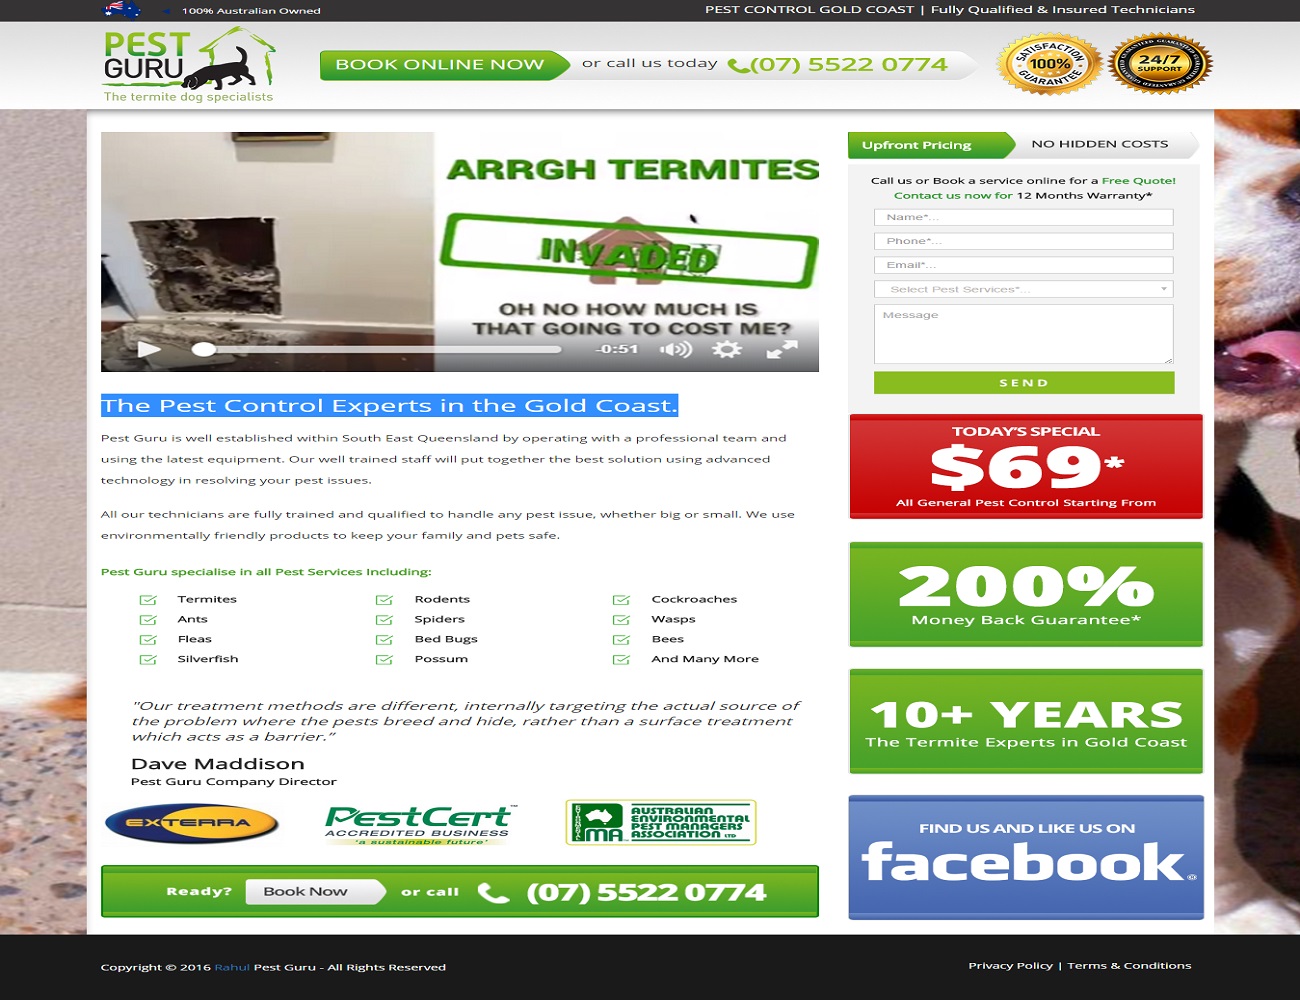 100% Australian Owned
PEST CONTROL GOLD COAST | Fully Qualified & Insured Technicians
PEST
GURU
The termite dog specialists
BOOK ONLINE NOW or call us today (07) 5522 0774
SATISFACTION
100%
GUARANTEE
24/7
SUPPORT
ARRGH TERMITES
INVADED
OH NO HOW MUCH IS
THAT GOING TO COST ME?
-0:51
The Pest Control Experts in the Gold Coast.
Pest Guru is well established within South East Queensland by operating with a professional team and
using the latest equipment. Our well trained staff will put together the best solution using advanced
technology in resolving your pest issues.
All our technicians are fully trained and qualified to handle any pest issue, whether big or small. We use
environmentally friendly products to keep your family and pets safe.
Pest Guru specialise in all Pest Services Including:
Termites Rodents Cockroaches
Ants Spiders Wasps
Fleas Bed Bugs Bees
Silverfish Possum And Many More
"Our treatment methods are different, internally targeting the actual source of
the problem where the pests breed and hide, rather than a surface treatment
which acts as a barrier.”
Dave Maddison
Pest Guru Company Director
EXTERRA
PestCert™
ACCREDITED BUSINESS
'a sustainable future'
MA
AUSTRALIAN
ENVIRONMENTAL
PEST MANAGERS
ASSOCIATION LTD
Ready? Book Now or call (07) 5522 0774
Upfront Pricing NO HIDDEN COSTS
Call us or Book a service online for a Free Quote!
Contact us now for 12 Months Warranty*
Name*...
Phone*...
Email*...
Select Pest Services*...
Message
SEND
TODAY'S SPECIAL
$69*
All General Pest Control Starting From
200%
Money Back Guarantee*
10+ YEARS
The Termite Experts in Gold Coast
FIND US AND LIKE US ON
facebook®
Copyright © 2016 Rahul Pest Guru - All Rights Reserved
Privacy Policy | Terms & Conditions